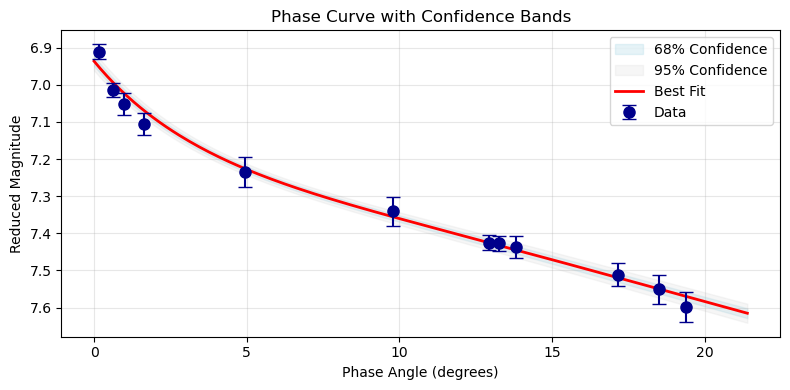 Phase Curve with Confidence Bands
Reduced Magnitude
6.9
7.0
7.1
7.2
7.3
7.4
7.5
7.6
68% Confidence
95% Confidence
Best Fit
Data
0
5
10
15
20
Phase Angle (degrees)